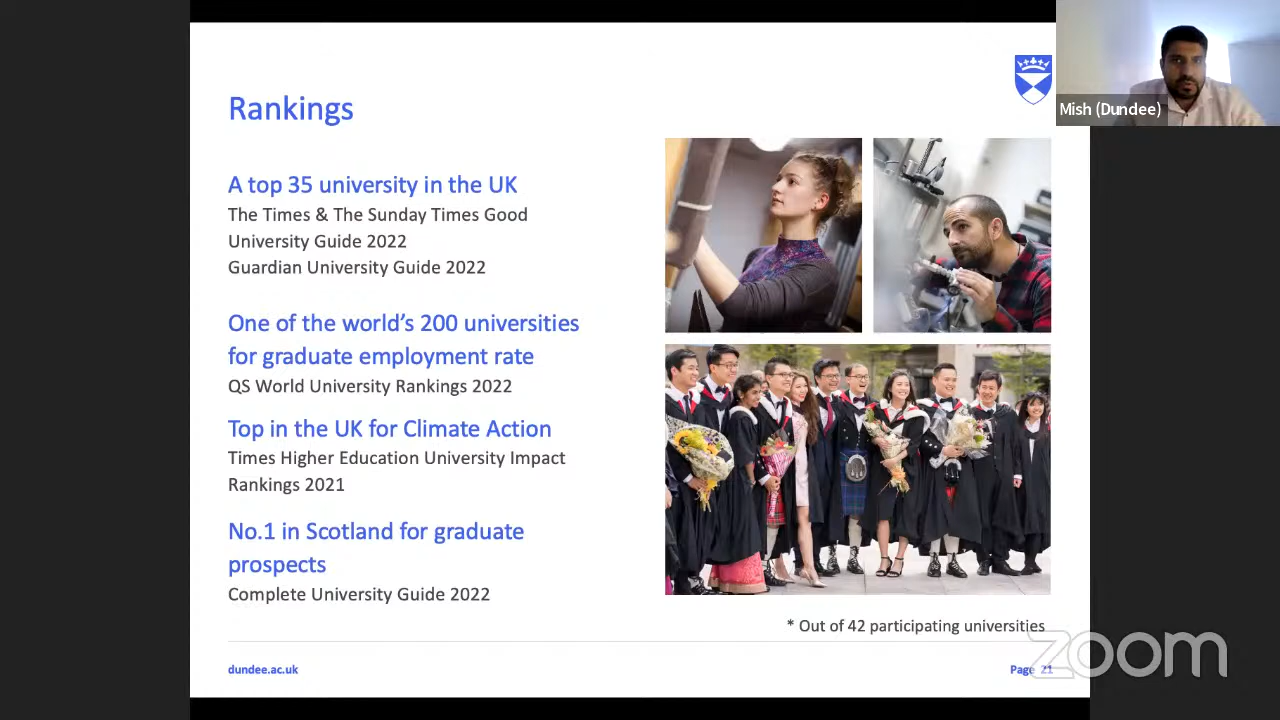 Mish (Dundee)
Rankings
A top 35 university in the UK
The Times & The Sunday Times Good
University Guide 2022
Guardian University Guide 2022
One of the world’s 200 universities
for graduate employment rate
QS World University Rankings 2022
Top in the UK for Climate Action
Times Higher Education University Impact
Rankings 2021
No.1 in Scotland for graduate
prospects
Complete University Guide 2022
* Out of 42 participating universities
dundee.ac.uk
Page 21
zoom